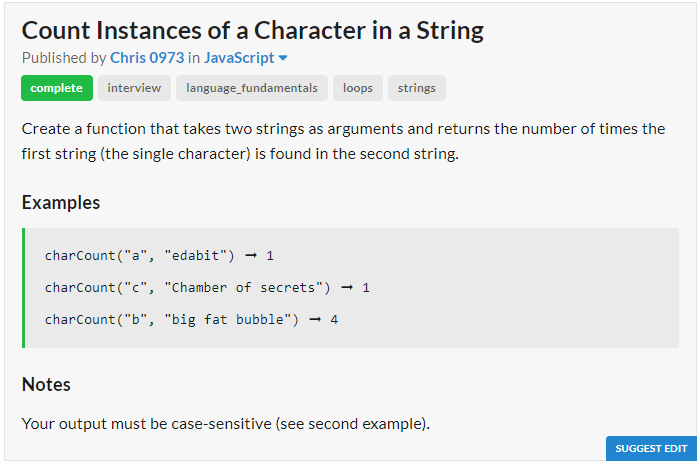 Count Instances of a Character in a String
Published by Chris 0973 in JavaScript
complete interview language_fundamentals loops strings
Create a function that takes two strings as arguments and returns the number of times the
first string (the single character) is found in the second string.
Examples
charCount("a", "edabit") ➞ 1
charCount("c", "Chamber of secrets") ➞ 1
charCount("b", "big fat bubble") ➞ 4
Notes
Your output must be case-sensitive (see second example).
SUGGEST EDIT